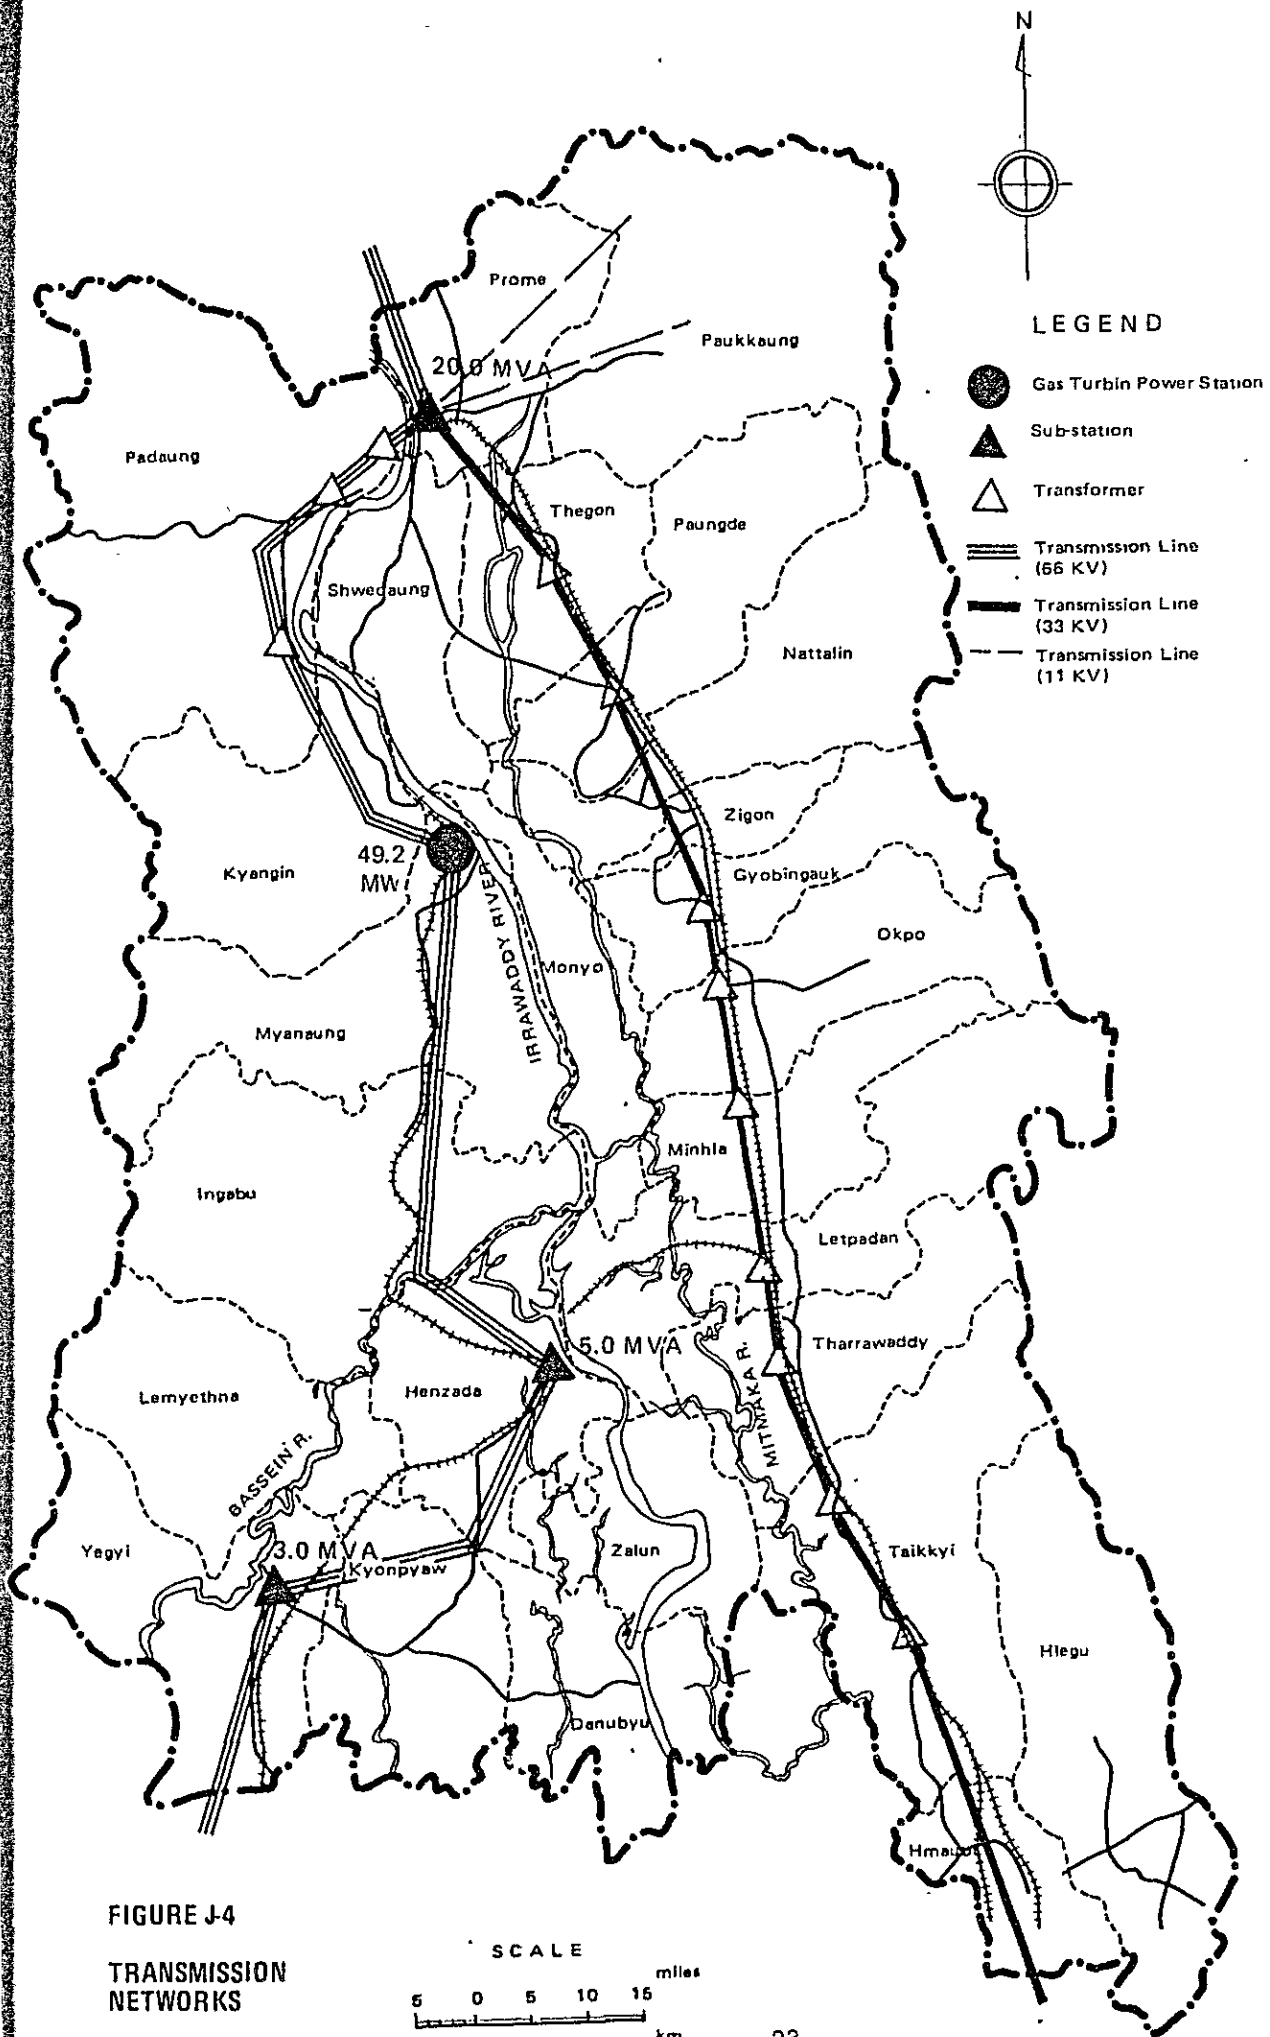 N
Prome
LEGEND
Paukkaung
20.0 MVA
Gas Turbin Power Station
Sub-station
Padaung
Transformer
Thegon
Paungde
Transmission Line
(66 KV)
Shwedaung
Transmission Line
(33 KV)
Nattalin
Transmission Line
(11 KV)
Zigon
49.2
MW
Kyangin
Gyobingauk
IRRAWADDY RIVER
Okpo
Monyo
Myanaung
Minhla
Ingabu
Letpadan
5.0 MVA
Tharrawaddy
MITMAKA R.
Lemyethna
Henzada
BASSEIN R.
Yegyi
3.0 MVA
Kyonpyaw
Zalun
Taikkyi
Hlegu
Danubyu
FIGURE J-4
TRANSMISSION
NETWORKS
SCALE
miles
5 0 5 10 15
km